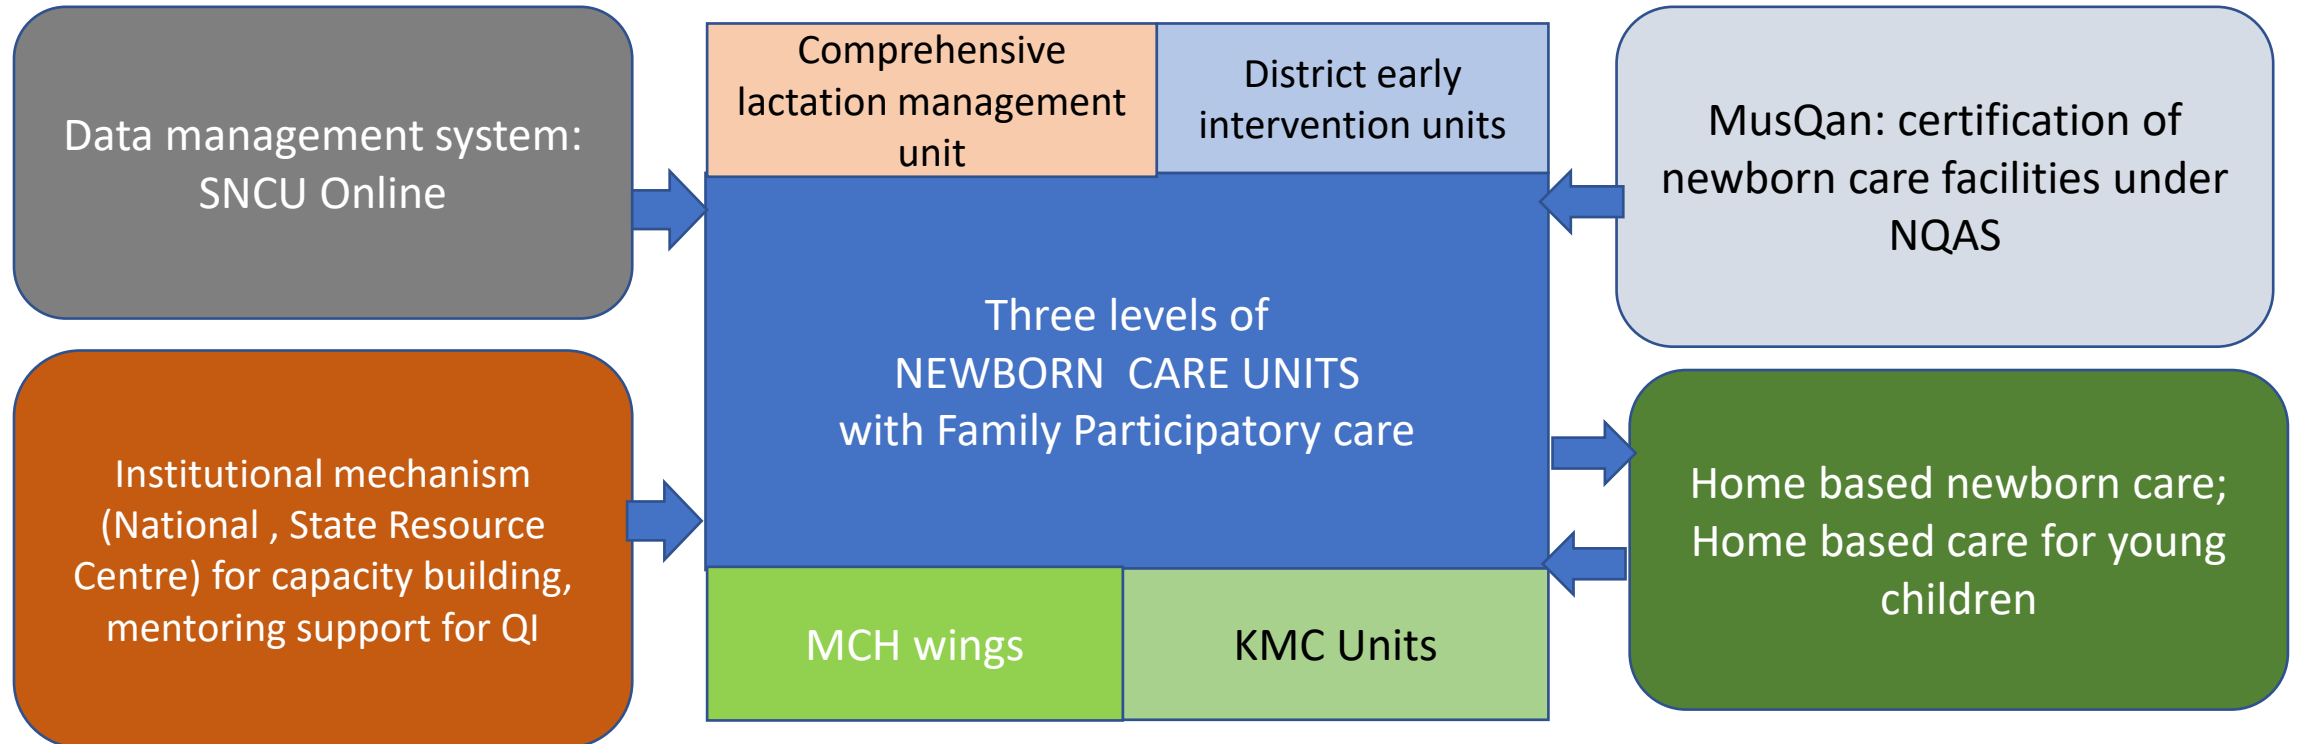 Data management system:
SNCU Online
Institutional mechanism
(National , State Resource
Centre) for capacity building,
mentoring support for QI
Comprehensive
lactation management
unit
District early
intervention units
Three levels of
NEWBORN  CARE UNITS
with Family Participatory care
MCH wings
KMC Units
MusQan: certification of
newborn care facilities under
NQAS
Home based newborn care;
Home based care for young
children